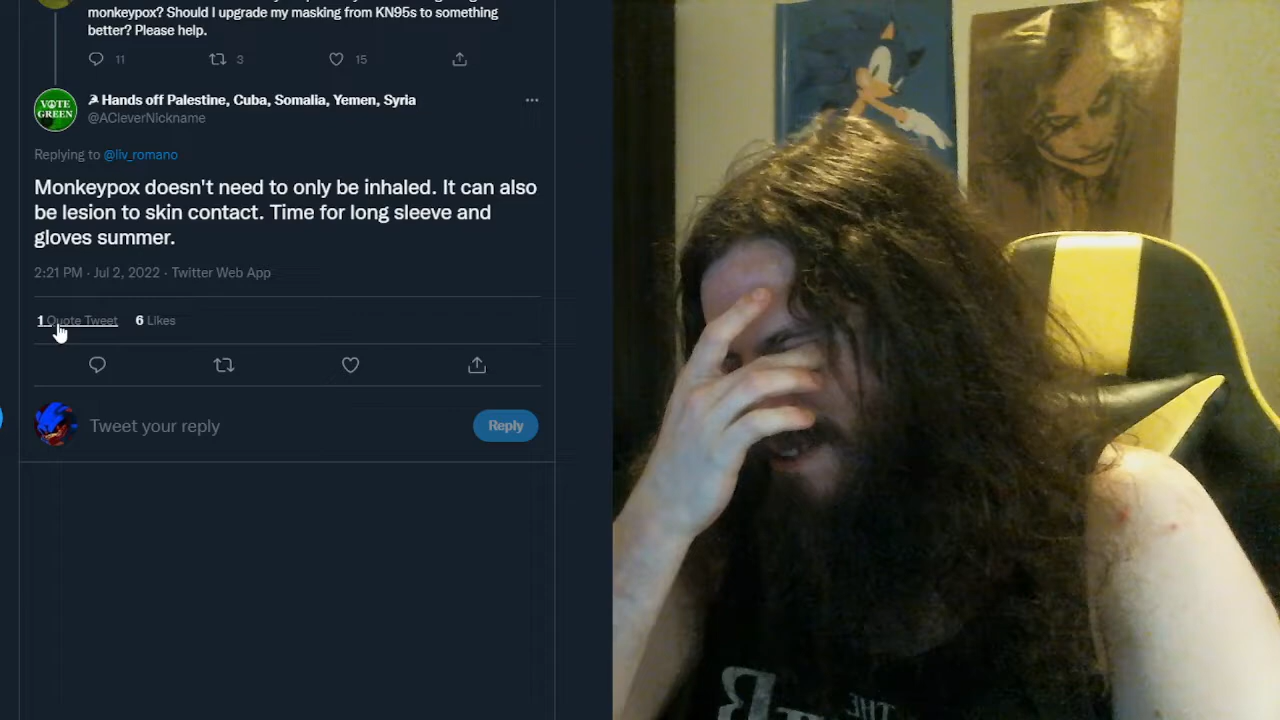 monkeypox? Should I upgrade my masking from KN95s to something
better? Please help.
11 3 15
VOTE
GREEN
Hands off Palestine, Cuba, Somalia, Yemen, Syria
@ACleverNickname
Replying to @liv_romano
Monkeypox doesn't need to only be inhaled. It can also
be lesion to skin contact. Time for long sleeve and
gloves summer.
2:21 PM · Jul 2, 2022 · Twitter Web App
1 Quote Tweet 6 Likes
Tweet your reply
Reply
THE